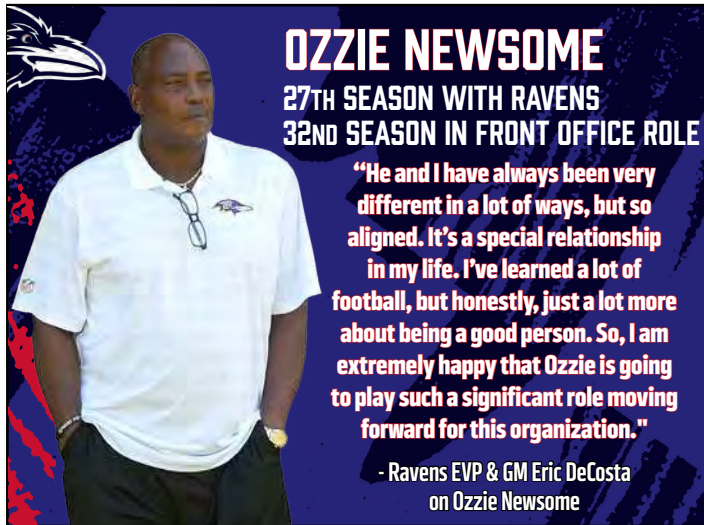 OZZIE NEWSOME
27TH SEASON WITH RAVENS
32ND SEASON IN FRONT OFFICE ROLE
“He and I have always been very
different in a lot of ways, but so
aligned. It’s a special relationship
in my life. I’ve learned a lot of
football, but honestly, just a lot more
about being a good person. So, I am
extremely happy that Ozzie is going
to play such a significant role moving
forward for this organization."
- Ravens EVP & GM Eric DeCosta
on Ozzie Newsome